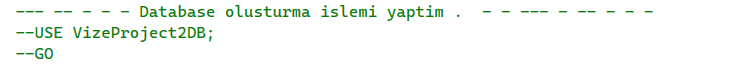 --- -- - - - Database olusturma islemi yaptim .  - - --- - -- - - -
--USE VizeProject2DB;
--GO